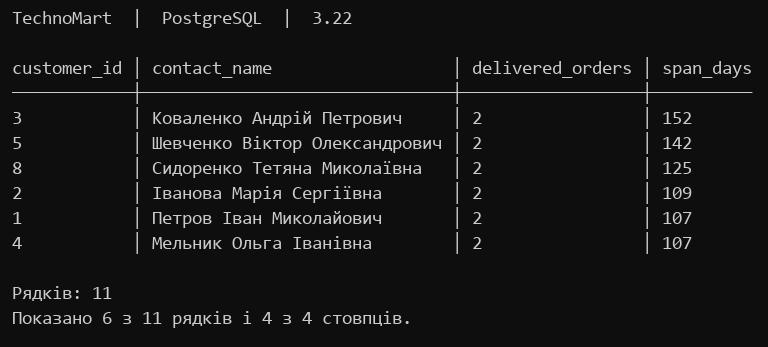 TechnoMart | PostgreSQL | 3.22
customer_id | contact_name | delivered_orders | span_days
3 | Коваленко Андрій Петрович | 2 | 152
5 | Шевченко Віктор Олександрович | 2 | 142
8 | Сидоренко Тетяна Миколаївна | 2 | 125
2 | Іванова Марія Сергіївна | 2 | 109
1 | Петров Іван Миколайович | 2 | 107
4 | Мельник Ольга Іванівна | 2 | 107
Рядків: 11
Показано 6 з 11 рядків і 4 з 4 стовпців.